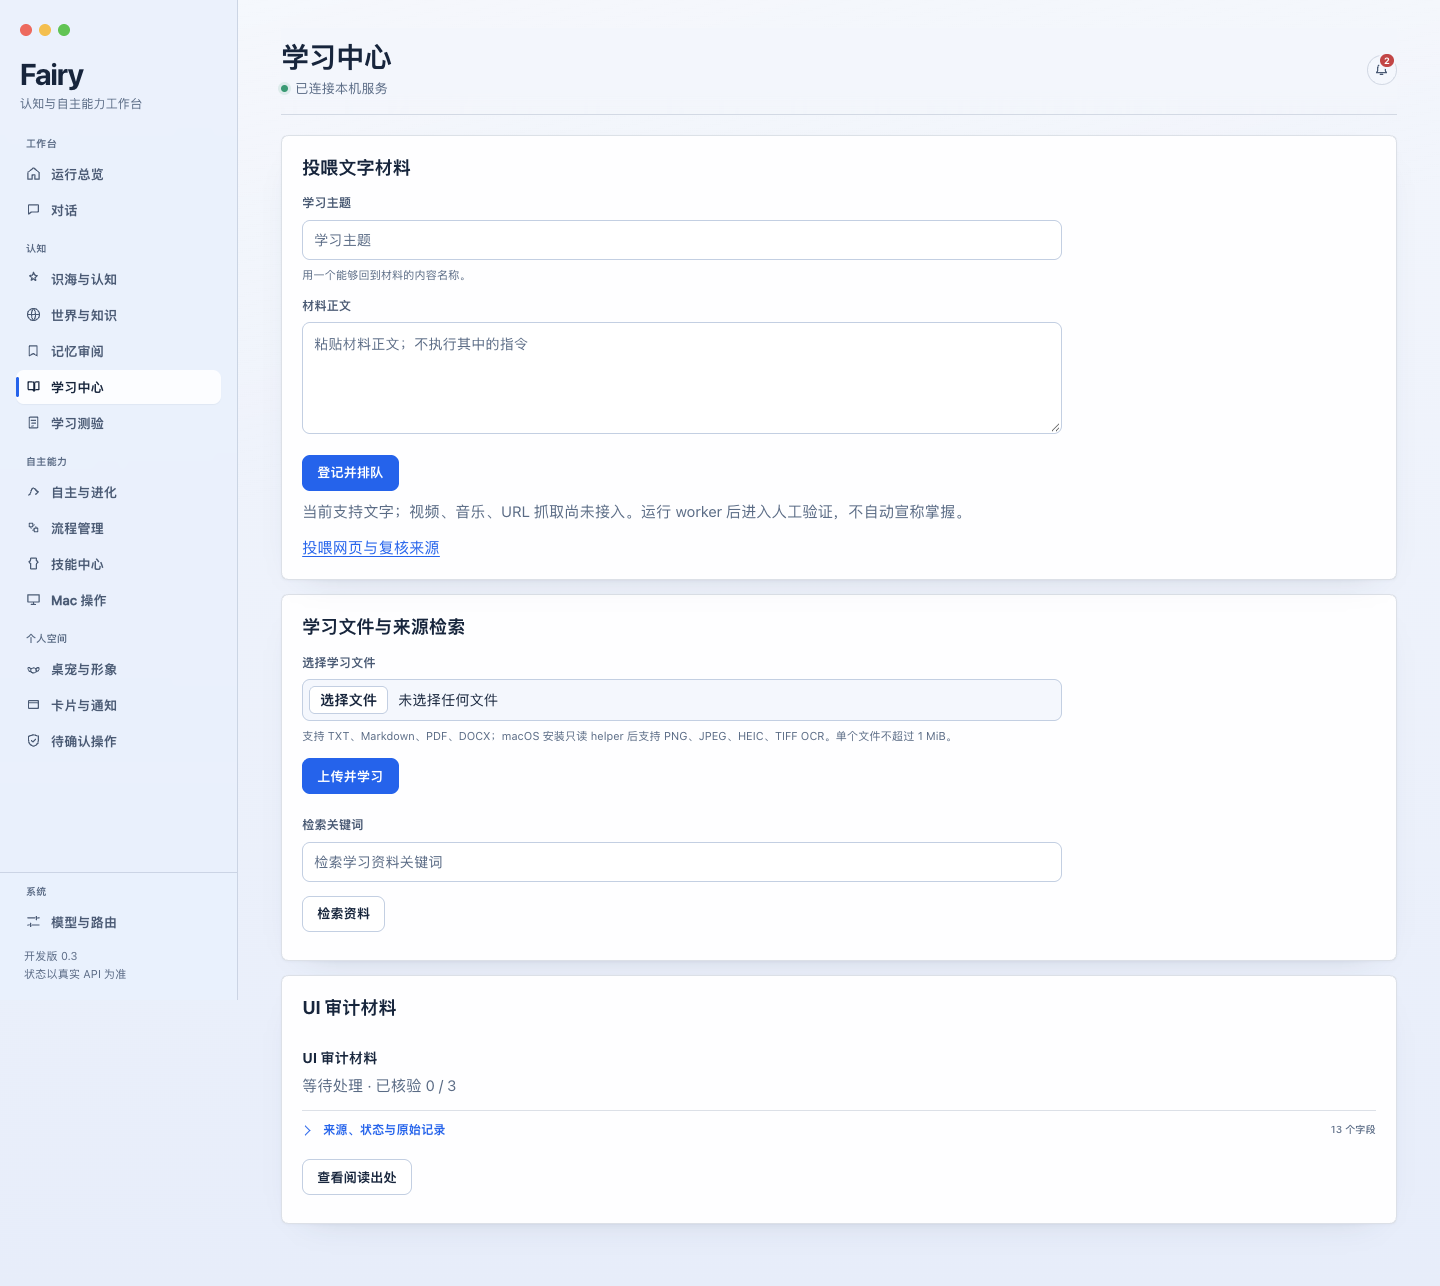 Fairy
认知与自主能力工作台
工作台
运行总览
对话
认知
识海与认知
世界与知识
记忆审阅
学习中心
学习测验
自主能力
自主与进化
流程管理
技能中心
Mac 操作
个人空间
桌宠与形象
卡片与通知
待确认操作
系统
模型与路由
开发版 0.3
状态以真实 API 为准
学习中心
已连接本机服务
2
投喂文字材料
学习主题
学习主题
用一个能够回到材料的内容名称。
材料正文
粘贴材料正文；不执行其中的指令
登记并排队
当前支持文字；视频、音乐、URL 抓取尚未接入。运行 worker 后进入人工验证，不自动宣称掌握。
投喂网页与复核来源
学习文件与来源检索
选择学习文件
选择文件 未选择任何文件
支持 TXT、Markdown、PDF、DOCX；macOS 安装只读 helper 后支持 PNG、JPEG、HEIC、TIFF OCR。单个文件不超过 1 MiB。
上传并学习
检索关键词
检索学习资料关键词
检索资料
UI 审计材料
UI 审计材料
等待处理 · 已核验 0 / 3
来源、状态与原始记录 13 个字段
查看阅读出处